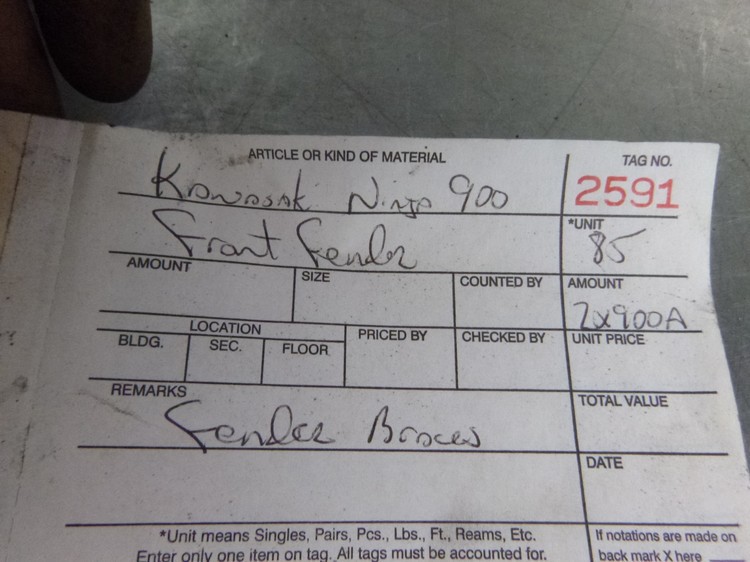 ARTICLE OR KIND OF MATERIAL
TAG NO.
Kawasaki Ninja 900
2591
Front Fender
*UNIT
85
AMOUNT
SIZE
COUNTED BY
AMOUNT
ZX900A
LOCATION
BLDG.
SEC.
FLOOR
PRICED BY
CHECKED BY
UNIT PRICE
REMARKS
TOTAL VALUE
Fender Braces
DATE
*Unit means Singles, Pairs, Pcs., Lbs., Ft., Reams, Etc.
If notations are made on
Enter only one item on tag. All tags must be accounted for.
back mark X here